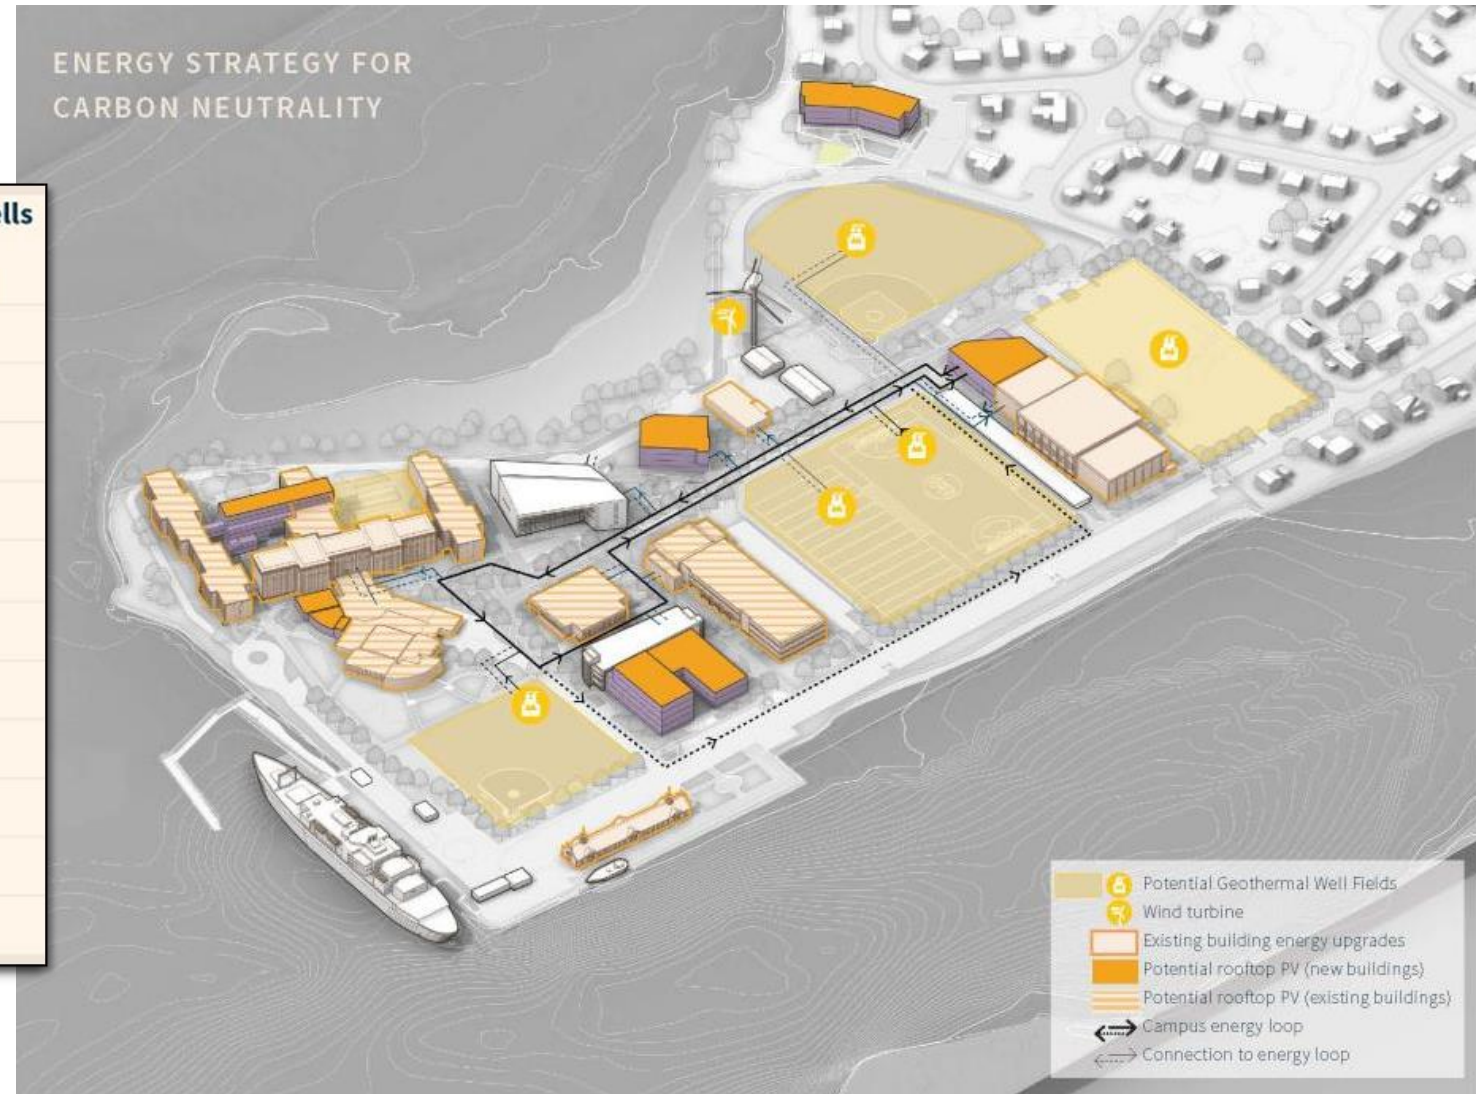 ENERGY STRATEGY FOR
CARBON NEUTRALITY
ells
Potential Geothermal Well Fields
Wind turbine
Existing building energy upgrades
Potential rooftop PV (new buildings)
Potential rooftop PV (existing buildings)
Campus energy loop
Connection to energy loop